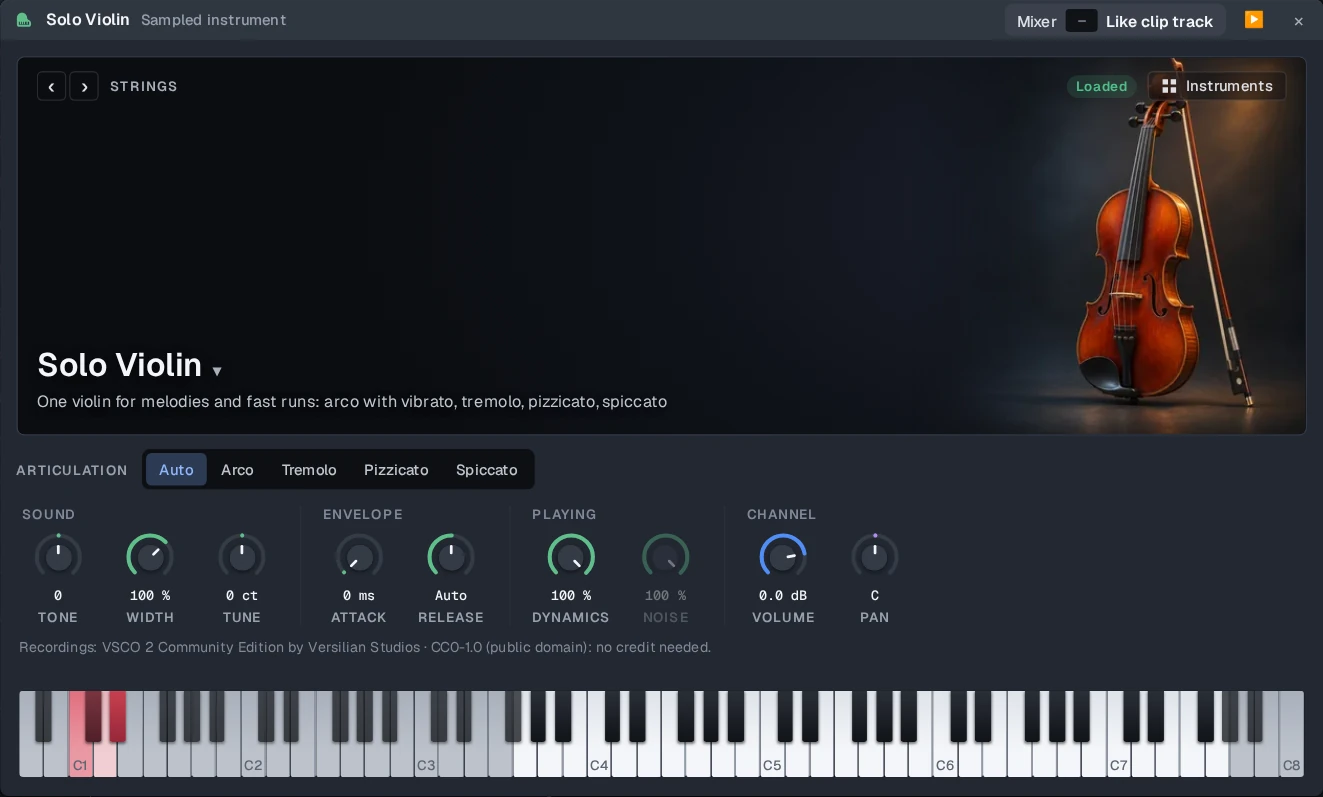 Solo Violin Sampled instrument Mixer – Like clip track
STRINGS Loaded Instruments
Solo Violin
One violin for melodies and fast runs: arco with vibrato, tremolo, pizzicato, spiccato
ARTICULATION Auto Arco Tremolo Pizzicato Spiccato
SOUND ENVELOPE PLAYING CHANNEL
0 100 % 0 ct 0 ms Auto 100 % 100 % 0.0 dB C
TONE WIDTH TUNE ATTACK RELEASE DYNAMICS NOISE VOLUME PAN
Recordings: VSCO 2 Community Edition by Versilian Studios · CC0-1.0 (public domain): no credit needed.
C1 C2 C3 C4 C5 C6 C7 C8